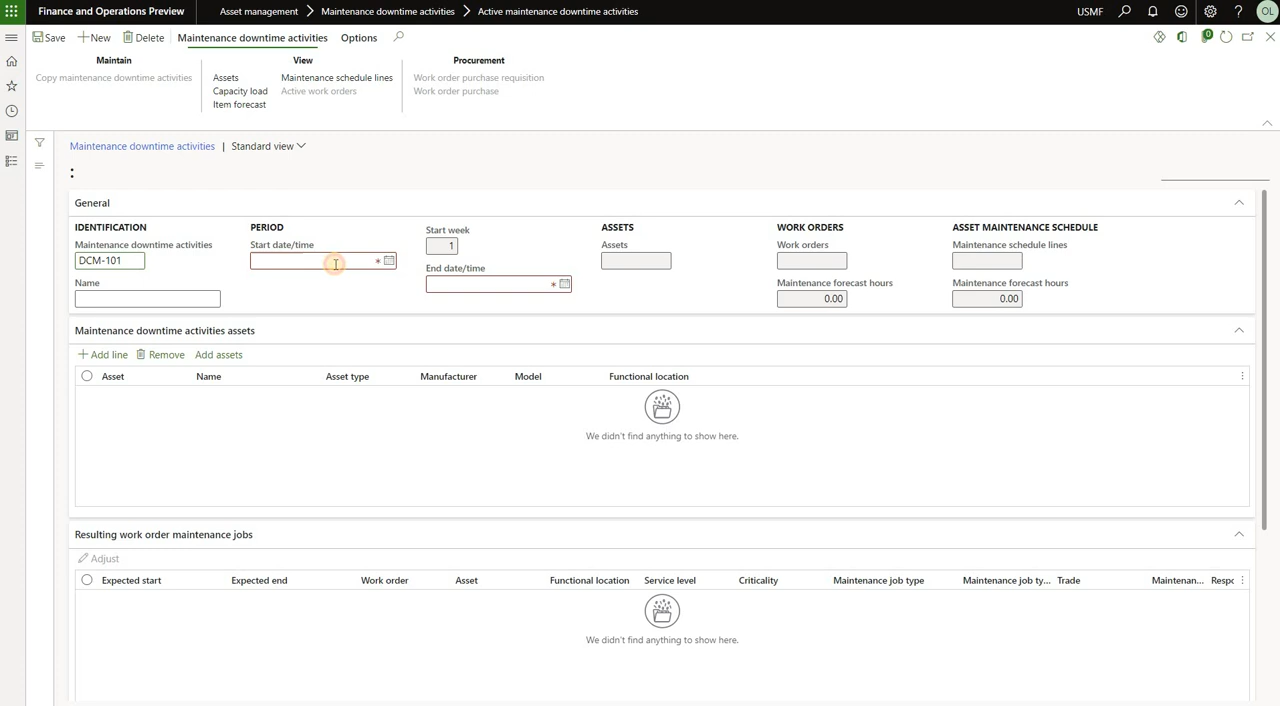 Finance and Operations Preview
Asset management > Maintenance downtime activities > Active maintenance downtime activities
USMF
OL
Save + New Delete Maintenance downtime activities Options
0
Maintain
View
Procurement
Copy maintenance downtime activities
Assets
Maintenance schedule lines
Work order purchase requisition
Capacity load
Active work orders
Work order purchase
Item forecast
Maintenance downtime activities | Standard view
:
General
IDENTIFICATION
PERIOD
Start week
ASSETS
WORK ORDERS
ASSET MAINTENANCE SCHEDULE
Maintenance downtime activities
Start date/time
1
Assets
Work orders
Maintenance schedule lines
DCM-101
*
End date/time
Name
*
Maintenance forecast hours
Maintenance forecast hours
0.00
0.00
Maintenance downtime activities assets
+ Add line Remove Add assets
Asset Name Asset type Manufacturer Model Functional location
We didn't find anything to show here.
Resulting work order maintenance jobs
Adjust
Expected start Expected end Work order Asset Functional location Service level Criticality Maintenance job type Maintenance job ty... Trade Maintenan... Respc
We didn't find anything to show here.